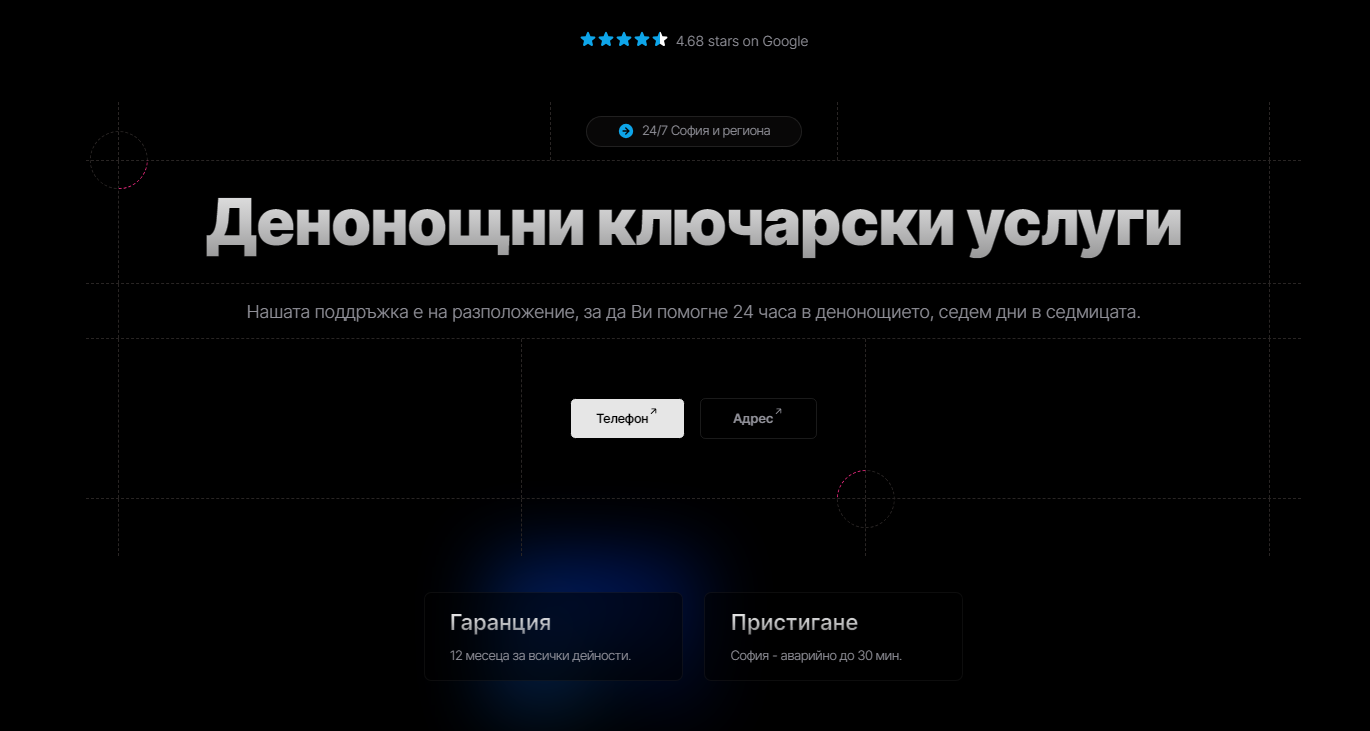 4.68 stars on Google
24/7 София и региона
Денонощни ключарски услуги
Нашата поддръжка е на разположение, за да Ви помогне 24 часа в денонощието, седем дни в седмицата.
Телефон Адрес
Гаранция
12 месеца за всички дейности.
Пристигане
София - аварийно до 30 мин.